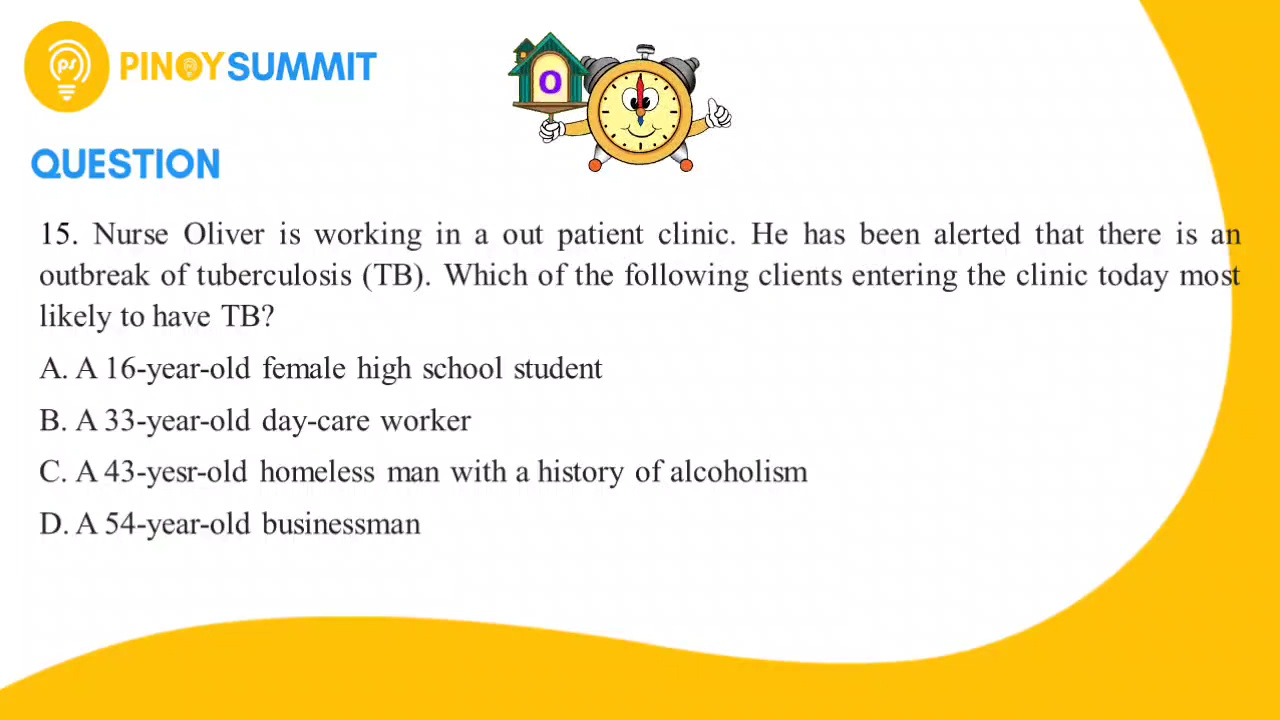 PINOYSUMMIT
O
QUESTION
15. Nurse Oliver is working in a out patient clinic. He has been alerted that there is an
outbreak of tuberculosis (TB). Which of the following clients entering the clinic today most
likely to have TB?
A. A 16-year-old female high school student
B. A 33-year-old day-care worker
C. A 43-yesr-old homeless man with a history of alcoholism
D. A 54-year-old businessman